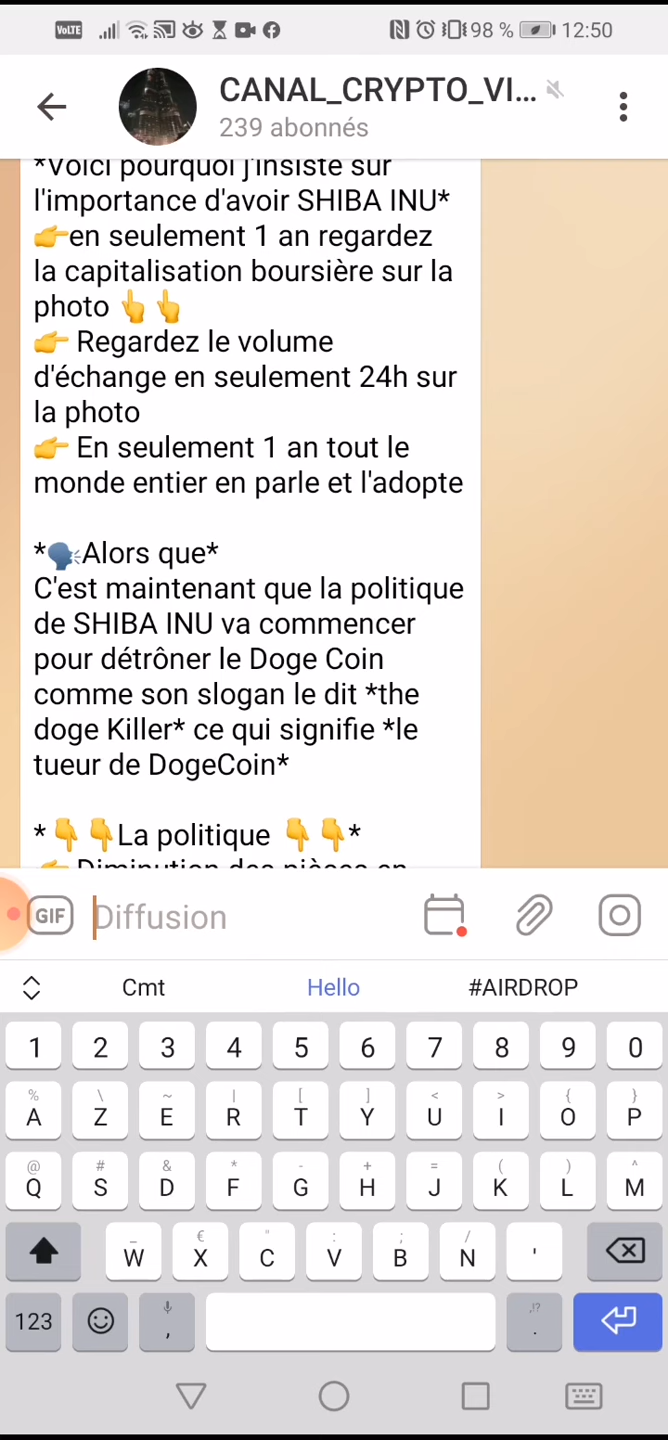 VoLTE 98 % 12:50
CANAL_CRYPTO_VI...
239 abonnés
*Voici pourquoi j'insiste sur
l'importance d'avoir SHIBA INU*
👉en seulement 1 an regardez
la capitalisation boursière sur la
photo 👆👆
👉 Regardez le volume
d'échange en seulement 24h sur
la photo
👉 En seulement 1 an tout le
monde entier en parle et l'adopte
*🗣Alors que*
C'est maintenant que la politique
de SHIBA INU va commencer
pour détrôner le Doge Coin
comme son slogan le dit *the
doge Killer* ce qui signifie *le
tueur de DogeCoin*
*👇👇La politique 👇👇*
👉 Diminution des pièces en
GIF Diffusion
Cmt Hello #AIRDROP
1 2 3 4 5 6 7 8 9 0
% \ ~ | [ ] < > { }
A Z E R T Y U I O P
@ # & * - + = ( ) ^
Q S D F G H J K L M
_ € " : ; /
W X C V B N '
,!?
123 , .